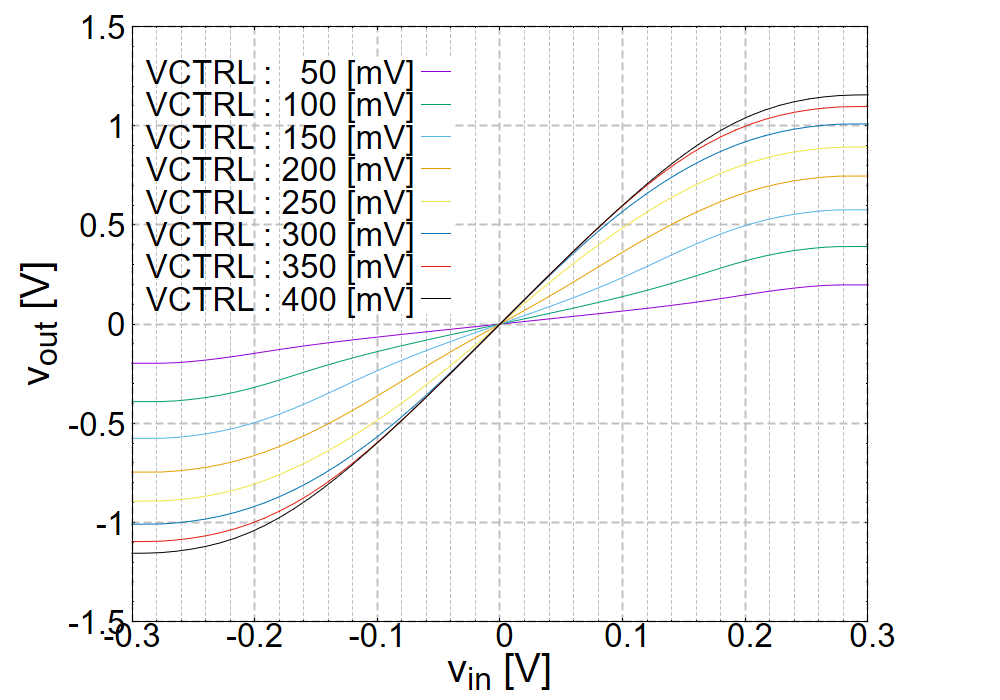 1.5
VCTRL : 50 [mV]
VCTRL : 100 [mV]
VCTRL : 150 [mV]
VCTRL : 200 [mV]
VCTRL : 250 [mV]
VCTRL : 300 [mV]
VCTRL : 350 [mV]
VCTRL : 400 [mV]
1
0.5
0
-0.5
-1
-1.5
vout [V]
-0.3 -0.2 -0.1 0 0.1 0.2 0.3
vin [V]